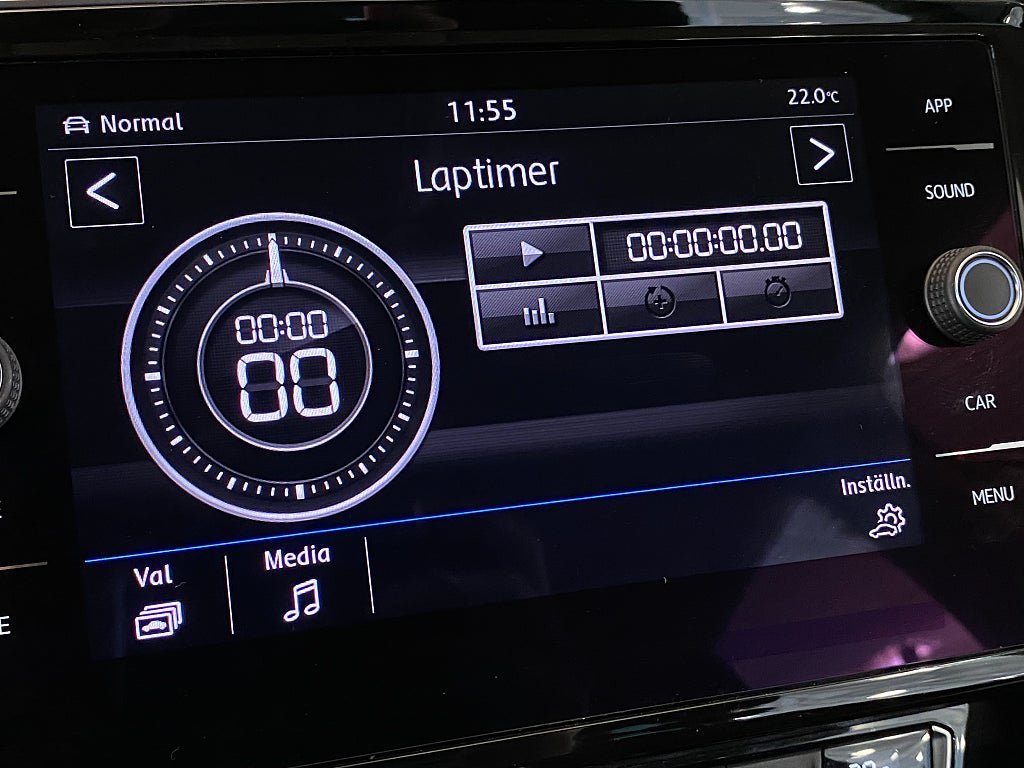 Normal
11:55
22.0°C
APP
Laptimer
SOUND
00:00:00.00
00:00
00
CAR
Inställn.
MENU
Val
Media
E